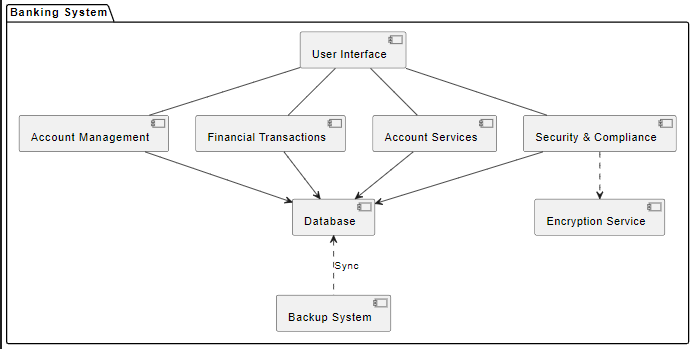 Banking System
User Interface
Account Management
Financial Transactions
Account Services
Security & Compliance
Database
Encryption Service
Sync
Backup System